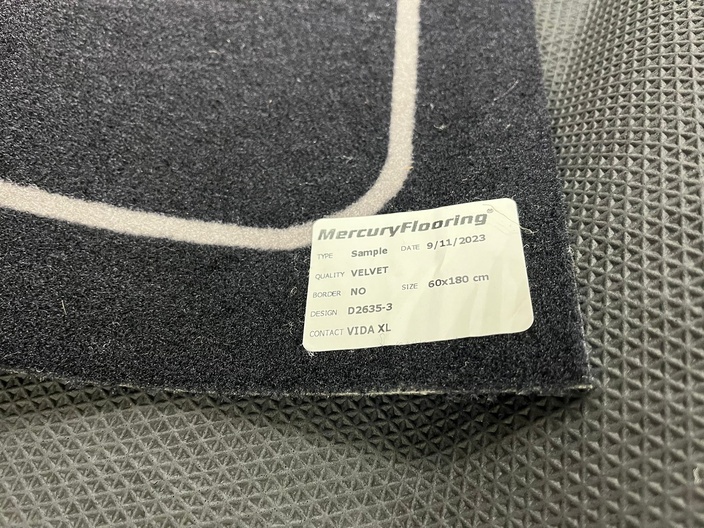 MercuryFlooring®
TYPE Sample DATE 9/11/2023
QUALITY VELVET
BORDER NO SIZE 60x180 cm
DESIGN D2635-3
CONTACT VIDA XL